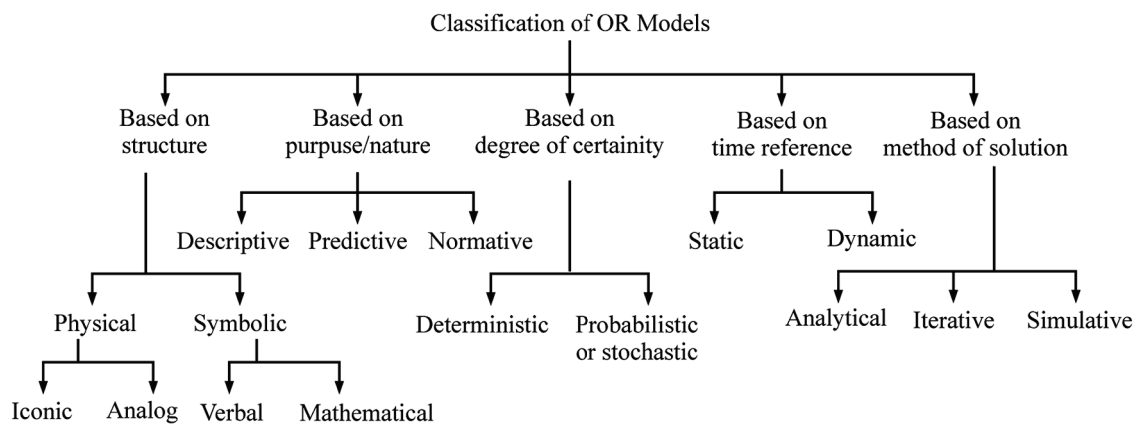 Classification of OR Models
Based on
structure
Based on
purpuse/nature
Based on
degree of certainity
Based on
time reference
Based on
method of solution
Descriptive
Predictive
Normative
Static
Dynamic
Physical
Symbolic
Deterministic
Probabilistic
or stochastic
Analytical
Iterative
Simulative
Iconic
Analog
Verbal
Mathematical